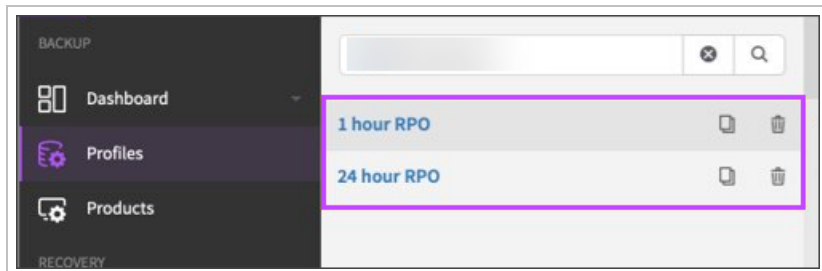 BACKUP
Dashboard
Profiles
Products
RECOVERY
1 hour RPO
24 hour RPO